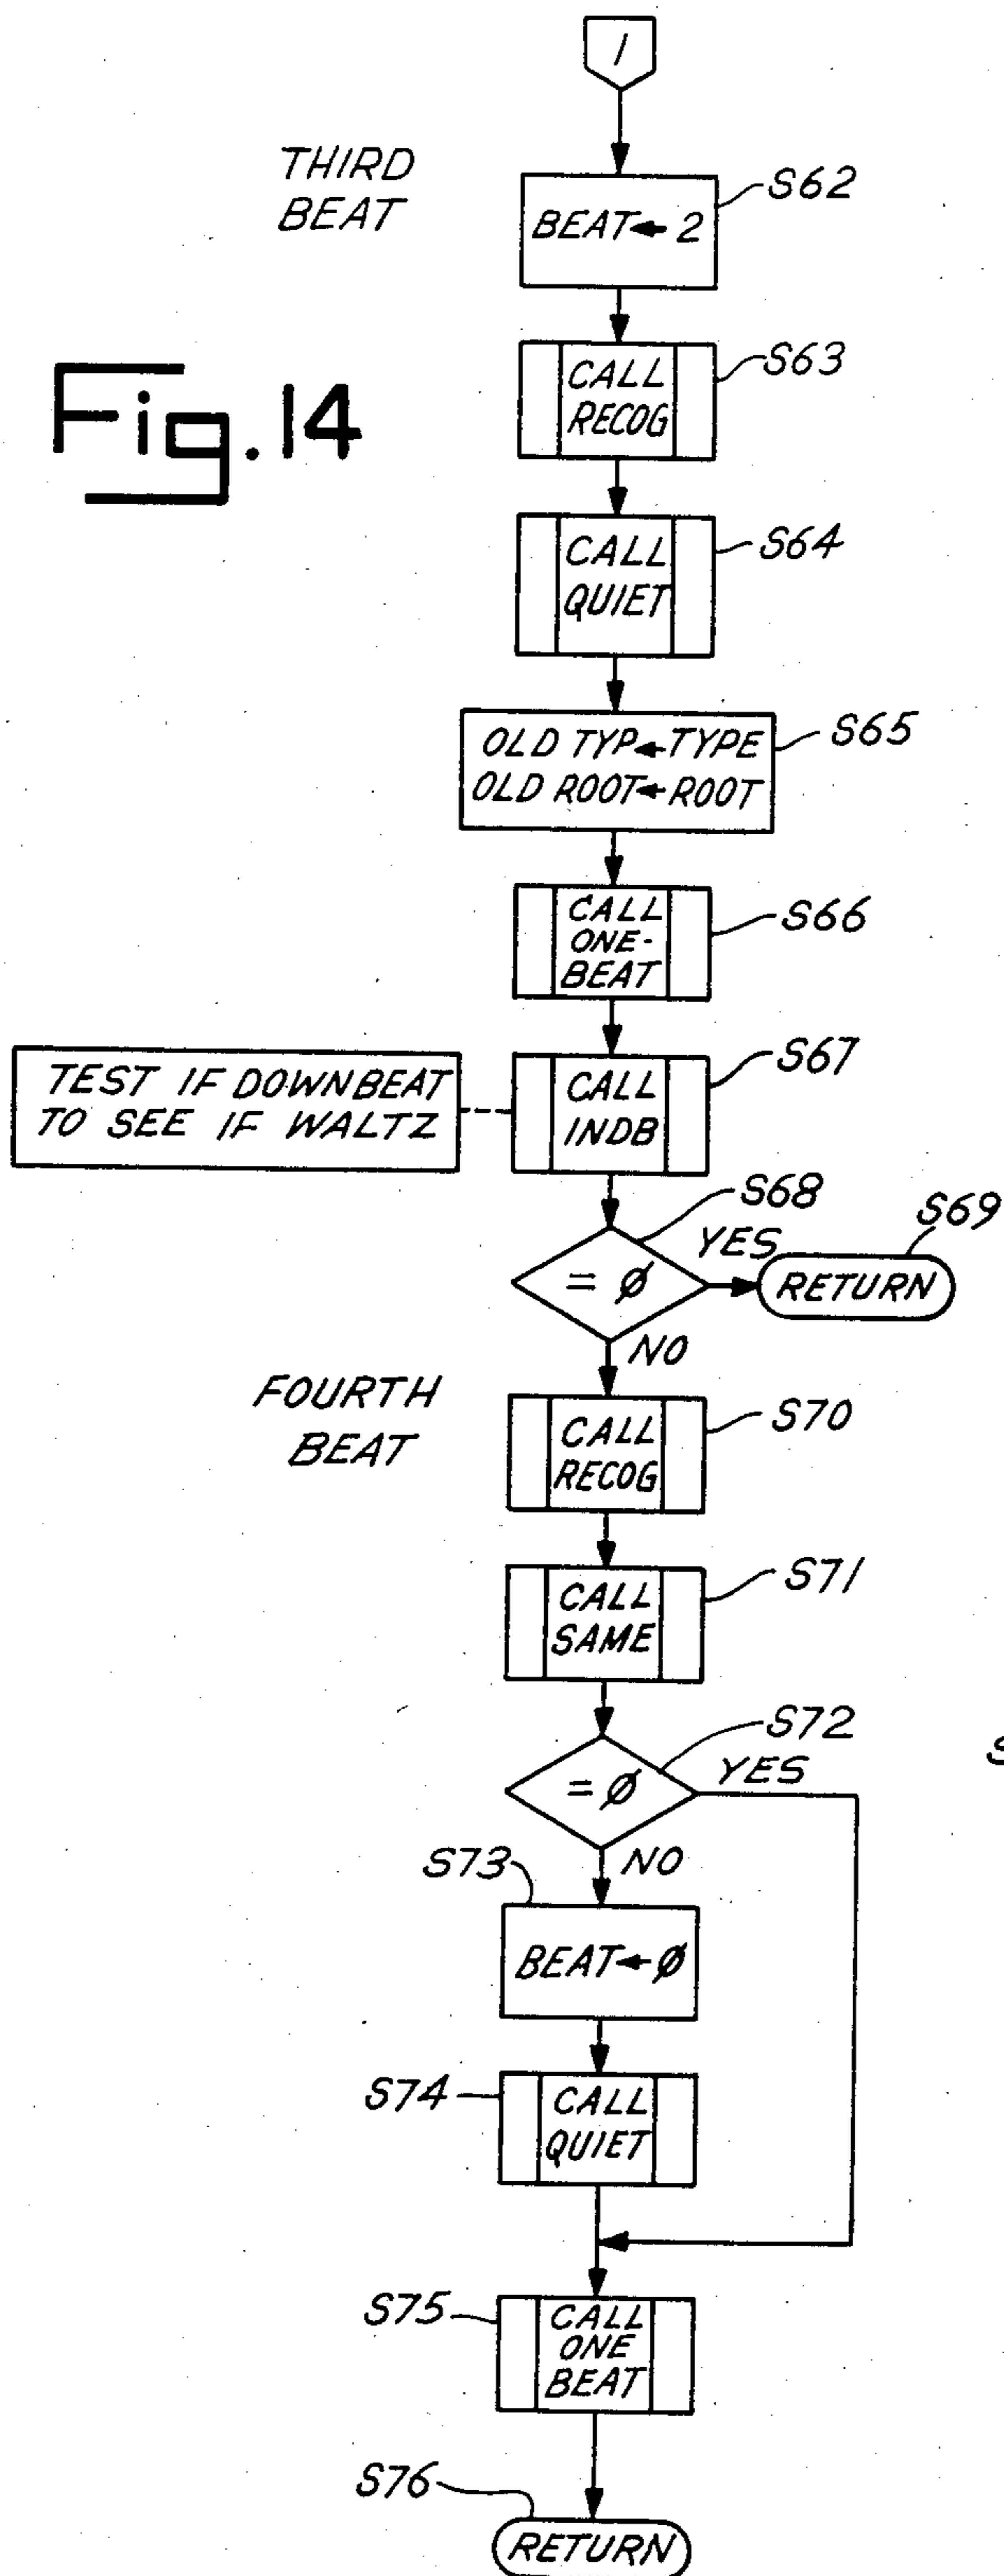 1
THIRD
BEAT
S62
BEAT ← 2
Fig. 14
S63
CALL
RECOG
S64
CALL
QUIET
S65
OLD TYP ← TYPE
OLD ROOT ← ROOT
S66
CALL
ONE-
BEAT
S67
TEST IF DOWNBEAT
TO SEE IF WALTZ
CALL
INDB
S68
YES
S69
= Ø
RETURN
NO
FOURTH
BEAT
S70
CALL
RECOG
S71
CALL
SAME
S72
YES
= Ø
S
S73
NO
BEAT ← Ø
S74
CALL
QUIET
S75
CALL
ONE
BEAT
S76
RETURN